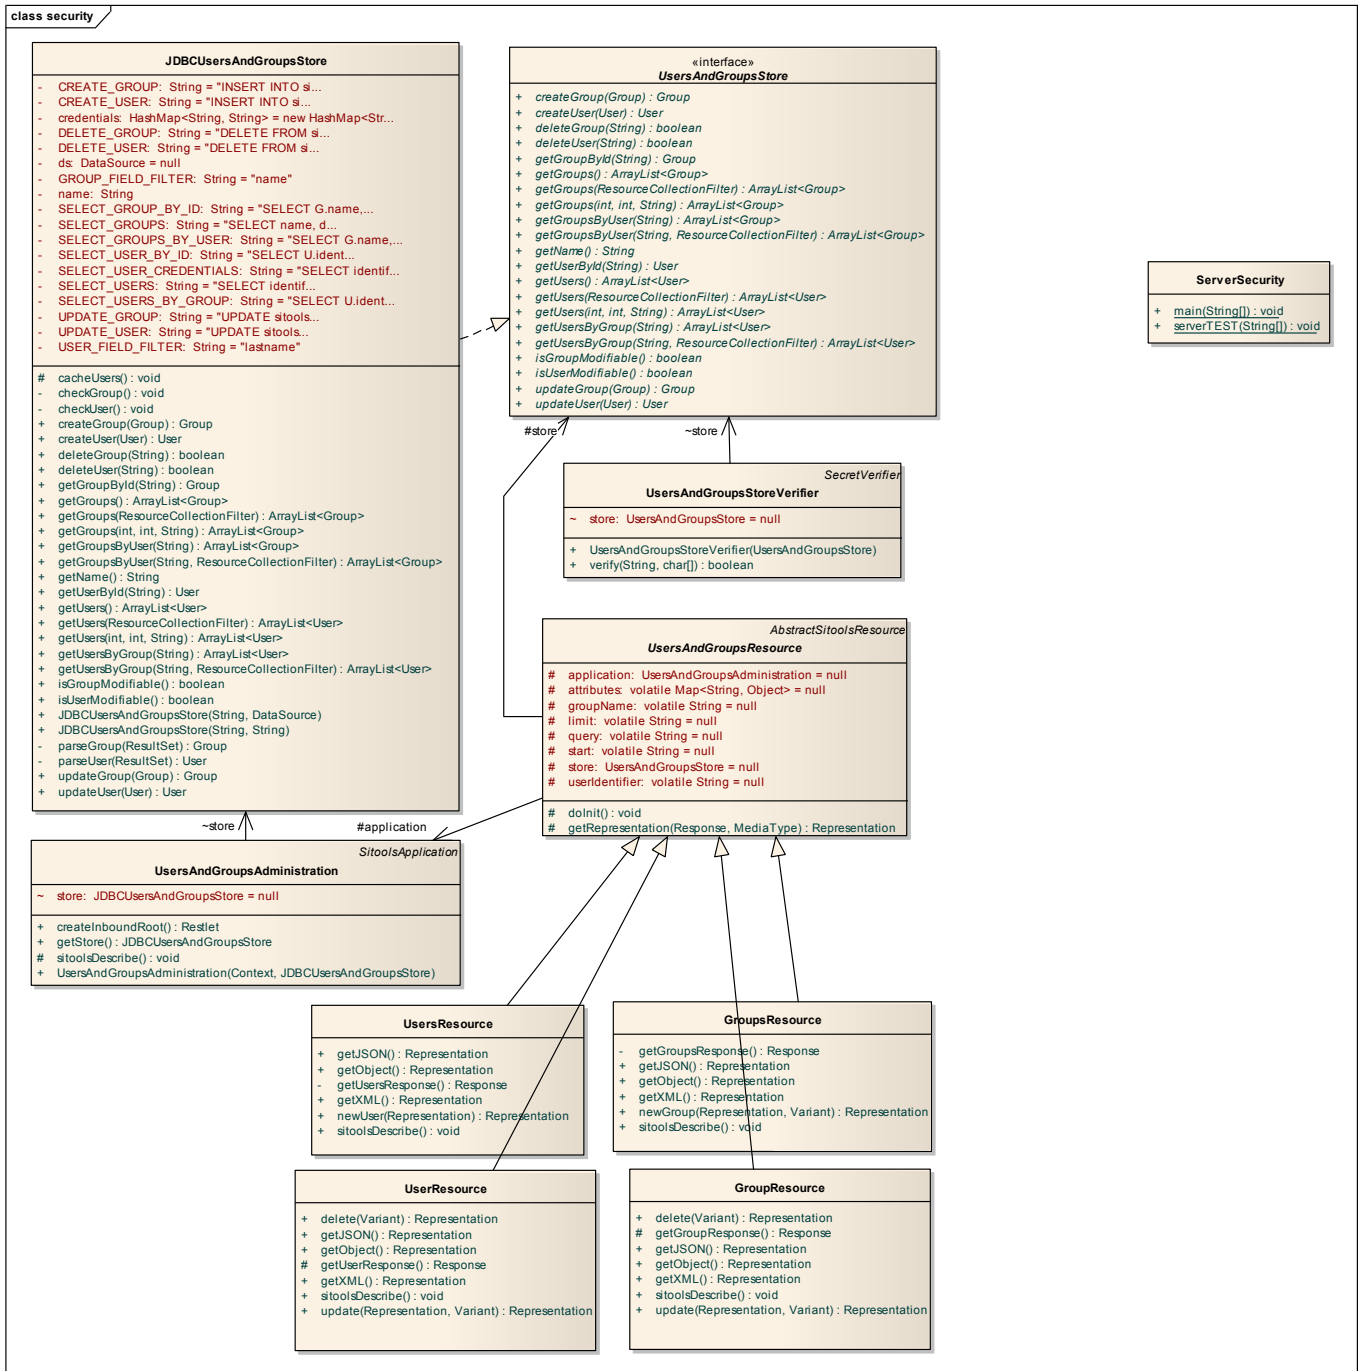 class security
JDBCUsersAndGroupsStore
- CREATE_GROUP: String = "INSERT INTO si...
- CREATE_USER: String = "INSERT INTO si...
- credentials: HashMap<String, String> = new HashMap<Str...
- DELETE_GROUP: String = "DELETE FROM si...
- DELETE_USER: String = "DELETE FROM si...
- ds: DataSource = null
- GROUP_FIELD_FILTER: String = "name"
- name: String
- SELECT_GROUP_BY_ID: String = "SELECT G.name,...
- SELECT_GROUPS: String = "SELECT name, d...
- SELECT_GROUPS_BY_USER: String = "SELECT G.name,...
- SELECT_USER_BY_ID: String = "SELECT U.ident...
- SELECT_USER_CREDENTIALS: String = "SELECT identif...
- SELECT_USERS: String = "SELECT identif...
- SELECT_USERS_BY_GROUP: String = "SELECT U.ident...
- UPDATE_GROUP: String = "UPDATE sitools...
- UPDATE_USER: String = "UPDATE sitools...
- USER_FIELD_FILTER: String = "lastname"
# cacheUsers() : void
- checkGroup() : void
- checkUser() : void
+ createGroup(Group) : Group
+ createUser(User) : User
+ deleteGroup(String) : boolean
+ deleteUser(String) : boolean
+ getGroupById(String) : Group
+ getGroups() : ArrayList<Group>
+ getGroups(ResourceCollectionFilter) : ArrayList<Group>
+ getGroups(int, int, String) : ArrayList<Group>
+ getGroupsByUser(String) : ArrayList<Group>
+ getGroupsByUser(String, ResourceCollectionFilter) : ArrayList<Group>
+ getName() : String
+ getUserById(String) : User
+ getUsers() : ArrayList<User>
+ getUsers(ResourceCollectionFilter) : ArrayList<User>
+ getUsers(int, int, String) : ArrayList<User>
+ getUsersByGroup(String) : ArrayList<User>
+ getUsersByGroup(String, ResourceCollectionFilter) : ArrayList<User>
+ isGroupModifiable() : boolean
+ isUserModifiable() : boolean
+ JDBCUsersAndGroupsStore(String, DataSource)
+ JDBCUsersAndGroupsStore(String, String)
- parseGroup(ResultSet) : Group
- parseUser(ResultSet) : User
+ updateGroup(Group) : Group
+ updateUser(User) : User
«interface»
UsersAndGroupsStore
+ createGroup(Group) : Group
+ createUser(User) : User
+ deleteGroup(String) : boolean
+ deleteUser(String) : boolean
+ getGroupById(String) : Group
+ getGroups() : ArrayList<Group>
+ getGroups(ResourceCollectionFilter) : ArrayList<Group>
+ getGroups(int, int, String) : ArrayList<Group>
+ getGroupsByUser(String) : ArrayList<Group>
+ getGroupsByUser(String, ResourceCollectionFilter) : ArrayList<Group>
+ getName() : String
+ getUserById(String) : User
+ getUsers() : ArrayList<User>
+ getUsers(ResourceCollectionFilter) : ArrayList<User>
+ getUsers(int, int, String) : ArrayList<User>
+ getUsersByGroup(String) : ArrayList<User>
+ getUsersByGroup(String, ResourceCollectionFilter) : ArrayList<User>
+ isGroupModifiable() : boolean
+ isUserModifiable() : boolean
+ updateGroup(Group) : Group
+ updateUser(User) : User
ServerSecurity
+ main(String[]) : void
+ serverTEST(String[]) : void
#store
~store
SecretVerifier
UsersAndGroupsStoreVerifier
~ store: UsersAndGroupsStore = null
+ UsersAndGroupsStoreVerifier(UsersAndGroupsStore)
+ verify(String, char[]) : boolean
AbstractSitoolsResource
UsersAndGroupsResource
# application: UsersAndGroupsAdministration = null
# attributes: volatile Map<String, Object> = null
# groupName: volatile String = null
# limit: volatile String = null
# query: volatile String = null
# start: volatile String = null
# store: UsersAndGroupsStore = null
# userIdentifier: volatile String = null
# doInit() : void
# getRepresentation(Response, MediaType) : Representation
~store
#application
SitoolsApplication
UsersAndGroupsAdministration
~ store: JDBCUsersAndGroupsStore = null
+ createInboundRoot() : Restlet
+ getStore() : JDBCUsersAndGroupsStore
# sitoolsDescribe() : void
+ UsersAndGroupsAdministration(Context, JDBCUsersAndGroupsStore)
UsersResource
+ getJSON() : Representation
+ getObject() : Representation
- getUsersResponse() : Response
+ getXML() : Representation
+ newUser(Representation) : Representation
+ sitoolsDescribe() : void
GroupsResource
- getGroupsResponse() : Response
+ getJSON() : Representation
+ getObject() : Representation
+ getXML() : Representation
+ newGroup(Representation, Variant) : Representation
+ sitoolsDescribe() : void
UserResource
+ delete(Variant) : Representation
+ getJSON() : Representation
+ getObject() : Representation
# getUserResponse() : Response
+ getXML() : Representation
+ sitoolsDescribe() : void
+ update(Representation, Variant) : Representation
GroupResource
+ delete(Variant) : Representation
# getGroupResponse() : Response
+ getJSON() : Representation
+ getObject() : Representation
+ getXML() : Representation
+ sitoolsDescribe() : void
+ update(Representation, Variant) : Representation